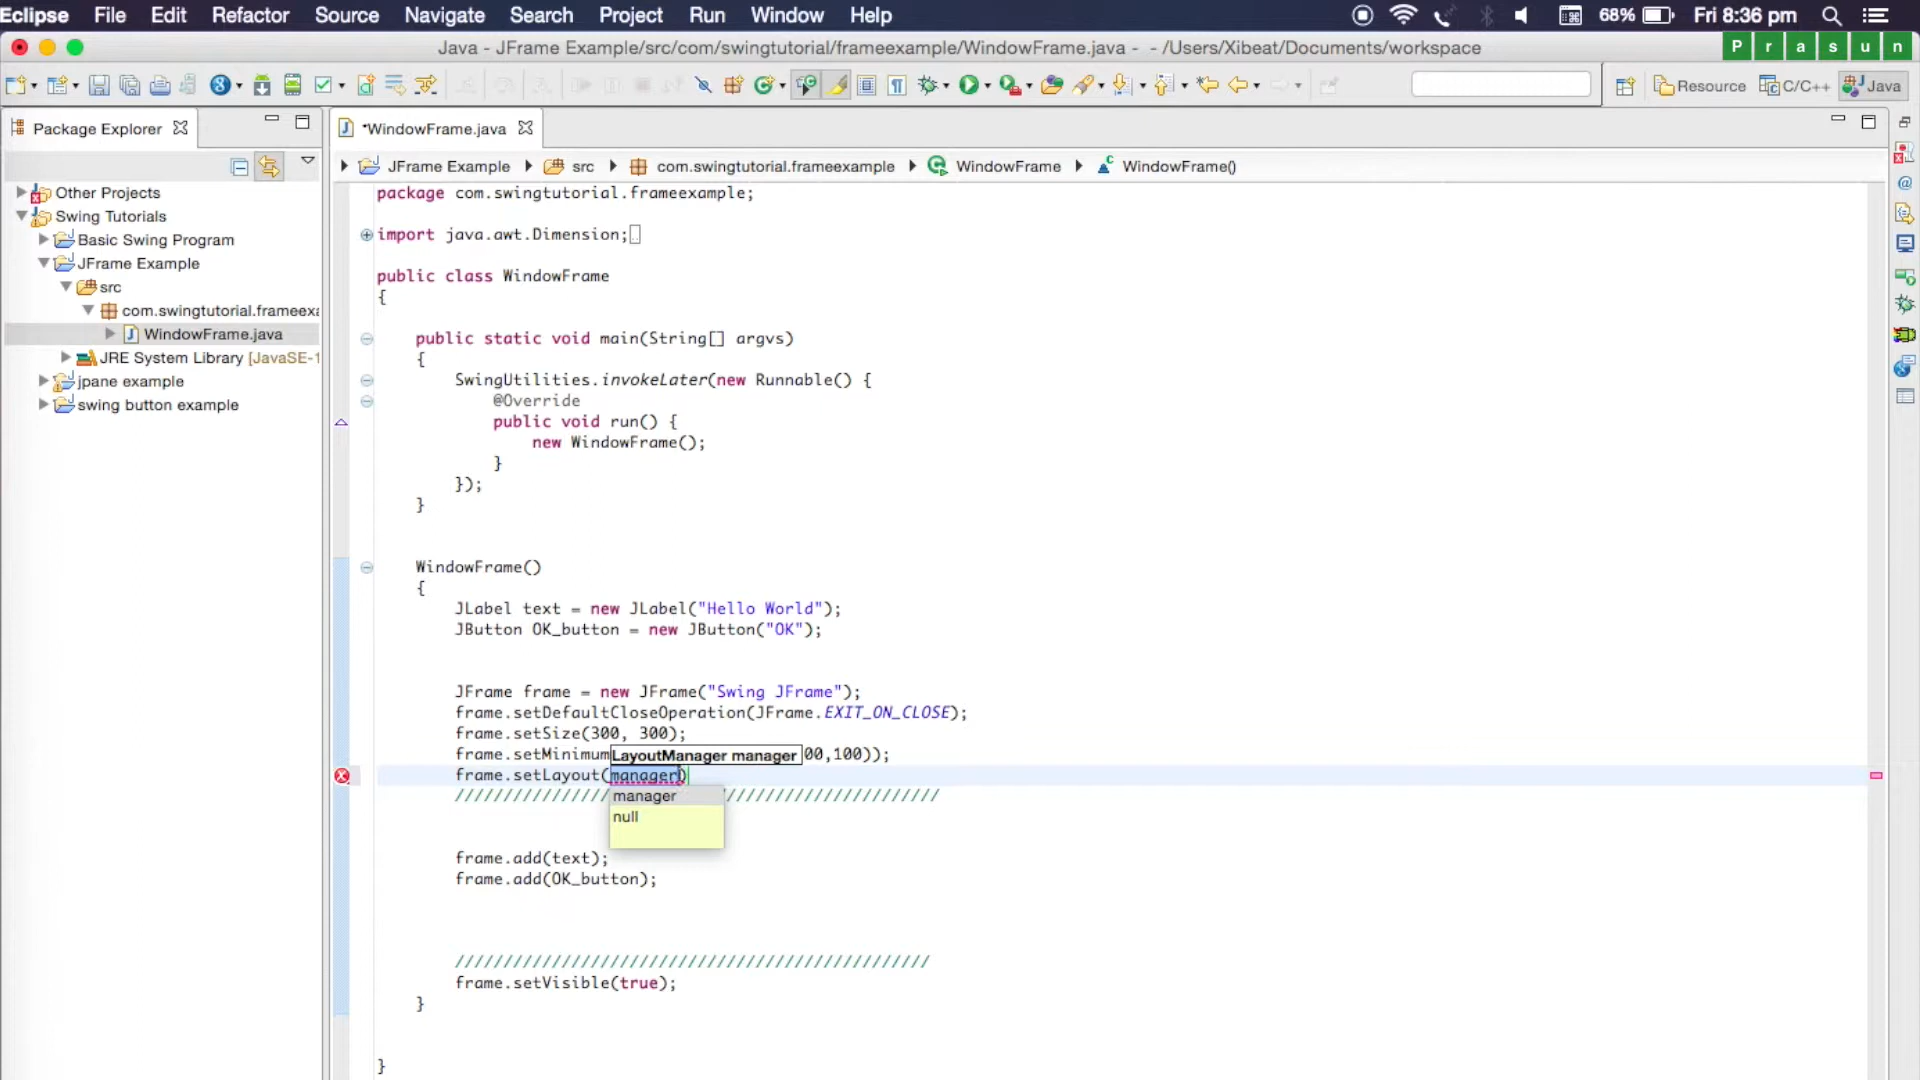 Eclipse File Edit Refactor Source Navigate Search Project Run Window Help 68% Fri 8:36 pm
Java - JFrame Example/src/com/swingtutorial/frameexample/WindowFrame.java - - /Users/Xibeat/Documents/workspace
P r a s u n
Resource C/C++ Java
Package Explorer
*WindowFrame.java
JFrame Example src com.swingtutorial.frameexample WindowFrame WindowFrame()
Other Projects
Swing Tutorials
Basic Swing Program
JFrame Example
src
com.swingtutorial.frameexa
WindowFrame.java
JRE System Library [JavaSE-1
jpane example
swing button example
package com.swingtutorial.frameexample;
import java.awt.Dimension;
public class WindowFrame
{
public static void main(String[] argvs)
{
SwingUtilities.invokeLater(new Runnable() {
@Override
public void run() {
new WindowFrame();
}
});
}
WindowFrame()
{
JLabel text = new JLabel("Hello World");
JButton OK_button = new JButton("OK");
JFrame frame = new JFrame("Swing JFrame");
frame.setDefaultCloseOperation(JFrame.EXIT_ON_CLOSE);
frame.setSize(300, 300);
frame.setMinimum LayoutManager manager 00,100));
frame.setLayout(manager)
//////////////// manager //////////////////////
null
frame.add(text);
frame.add(OK_button);
/////////////////////////////////////////////////
frame.setVisible(true);
}
}